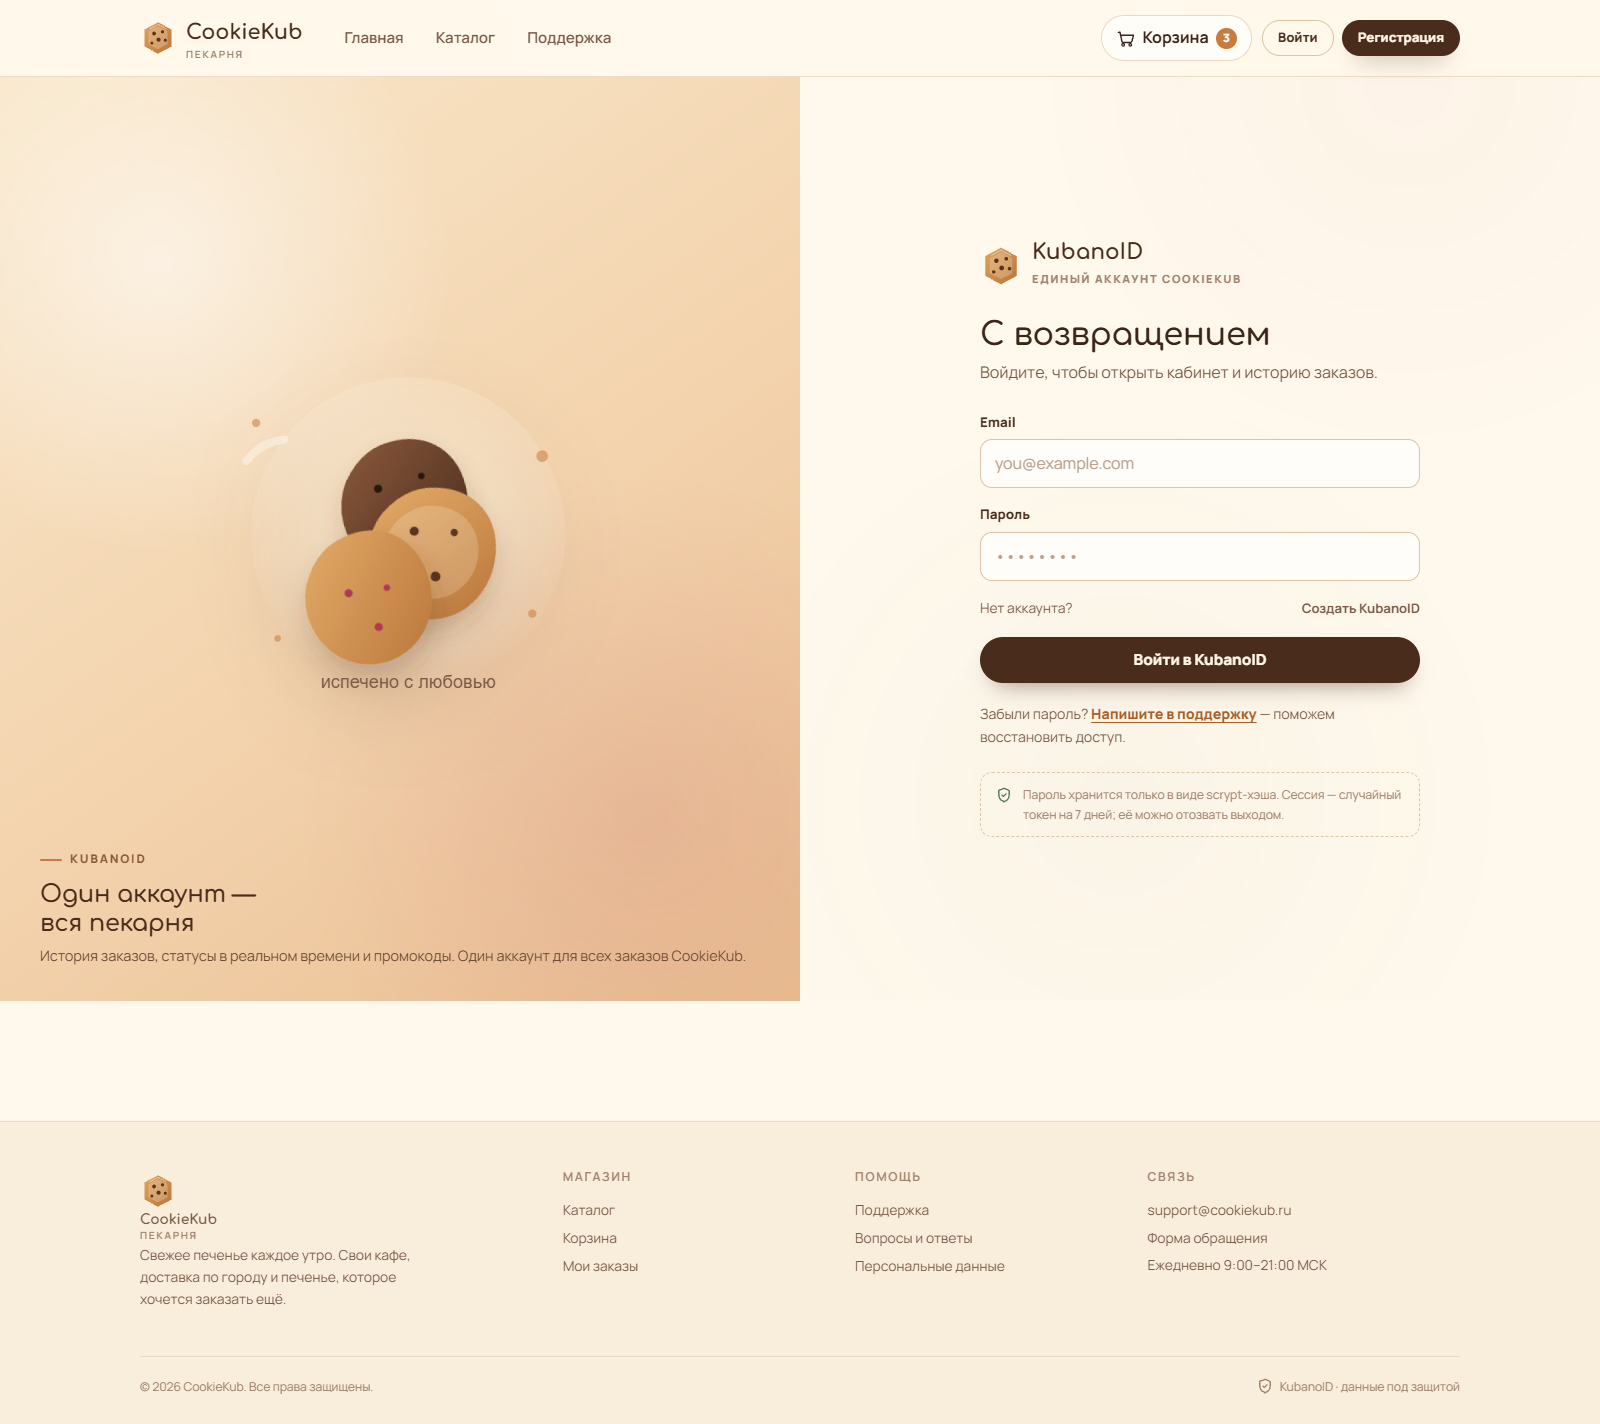 CookieKub
ПЕКАРНЯ
Главная
Каталог
Поддержка
Корзина 3
Войти
Регистрация
испечено с любовью
KUBANOID
Один аккаунт —
вся пекарня
История заказов, статусы в реальном времени и промокоды. Один аккаунт для всех заказов CookieKub.
KubanoID
ЕДИНЫЙ АККАУНТ COOKIEKUB
С возвращением
Войдите, чтобы открыть кабинет и историю заказов.
Email
you@example.com
Пароль
••••••••
Нет аккаунта?
Создать KubanoID
Войти в KubanoID
Забыли пароль? Напишите в поддержку — поможем
восстановить доступ.
Пароль хранится только в виде scrypt-хэша. Сессия — случайный
токен на 7 дней; её можно отозвать выходом.
CookieKub
ПЕКАРНЯ
Свежее печенье каждое утро. Свои кафе,
доставка по городу и печенье, которое
хочется заказать ещё.
МАГАЗИН
Каталог
Корзина
Мои заказы
ПОМОЩЬ
Поддержка
Вопросы и ответы
Персональные данные
СВЯЗЬ
support@cookiekub.ru
Форма обращения
Ежедневно 9:00–21:00 МСК
© 2026 CookieKub. Все права защищены.
KubanoID · данные под защитой